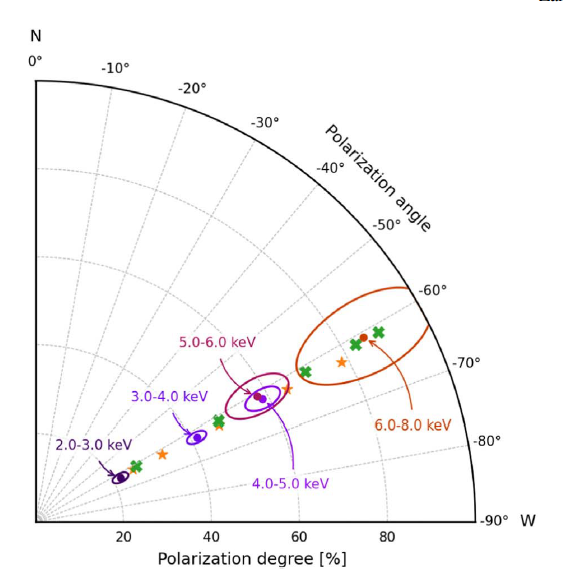 N
0°
-10°
-20°
-30°
-40°
-50°
-60°
-70°
-80°
-90° W
Polarization angle
5.0-6.0 keV
3.0-4.0 keV
2.0-3.0 keV
6.0-8.0 keV
4.0-5.0 keV
20 40 60 80
Polarization degree [%]